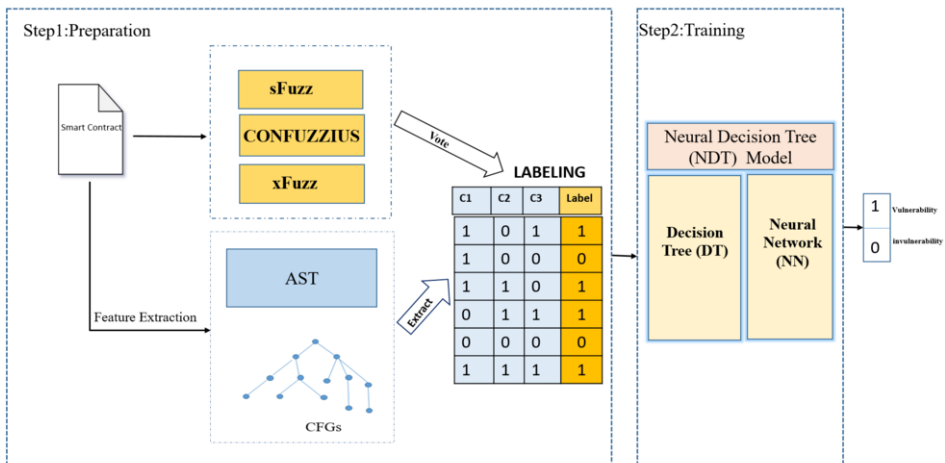 Step1:Preparation
Smart Contract
sFuzz
CONFUZZIUS
xFuzz
Vote
Feature Extraction
AST
CFGs
Extract
LABELING
C1 C2 C3 Label
1 0 1 1
1 0 0 0
1 1 0 1
0 1 1 1
0 0 0 0
1 1 1 1
Step2:Training
Neural Decision Tree
(NDT) Model
Decision
Tree (DT)
Neural
Network
(NN)
1 Vulnerability
0 invulnerability